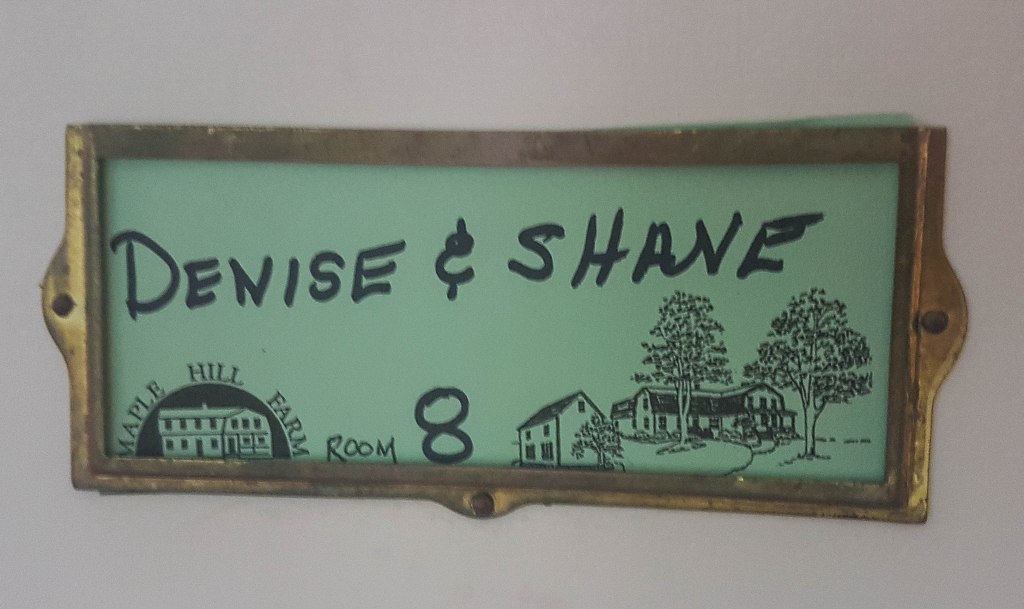 DENISE & SHANE
MAPLE HILL FARM
ROOM 8